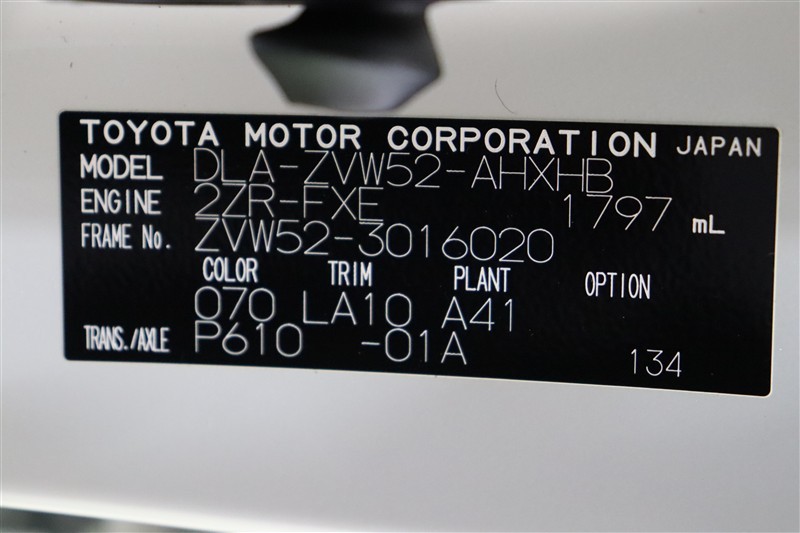 TOYOTA MOTOR CORPORATION JAPAN
MODEL DLA-ZVW52-AHXHB
ENGINE 2ZR-FXE 1797 mL
FRAME No. ZVW52-3016020
COLOR TRIM PLANT OPTION
070 LA10 A41
TRANS./AXLE P610 -01A 134